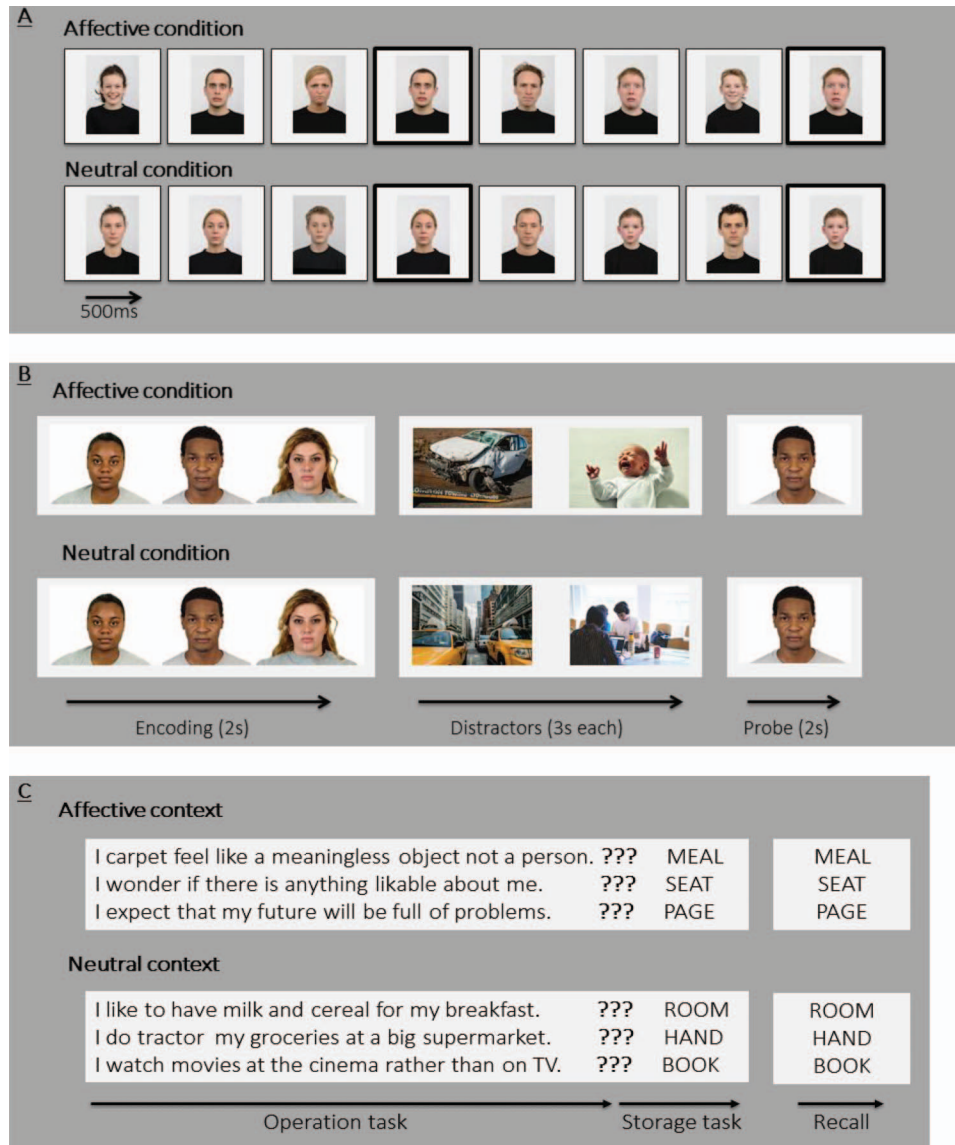 A
Affective condition
Neutral condition
500ms
B
Affective condition
Neutral condition
Encoding (2s)
Distractors (3s each)
Probe (2s)
C
Affective context
I carpet feel like a meaningless object not a person. ??? MEAL MEAL
I wonder if there is anything likable about me. ??? SEAT SEAT
I expect that my future will be full of problems. ??? PAGE PAGE
Neutral context
I like to have milk and cereal for my breakfast. ??? ROOM ROOM
I do tractor my groceries at a big supermarket. ??? HAND HAND
I watch movies at the cinema rather than on TV. ??? BOOK BOOK
Operation task
Storage task
Recall